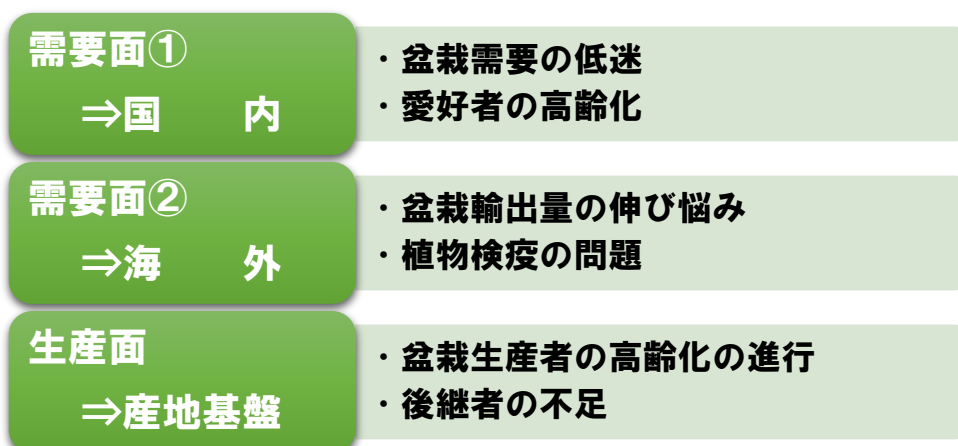 需要面①
⇒国　　内
・盆栽需要の低迷
・愛好者の高齢化
需要面②
⇒海　　外
・盆栽輸出量の伸び悩み
・植物検疫の問題
生産面
⇒産地基盤
・盆栽生産者の高齢化の進行
・後継者の不足